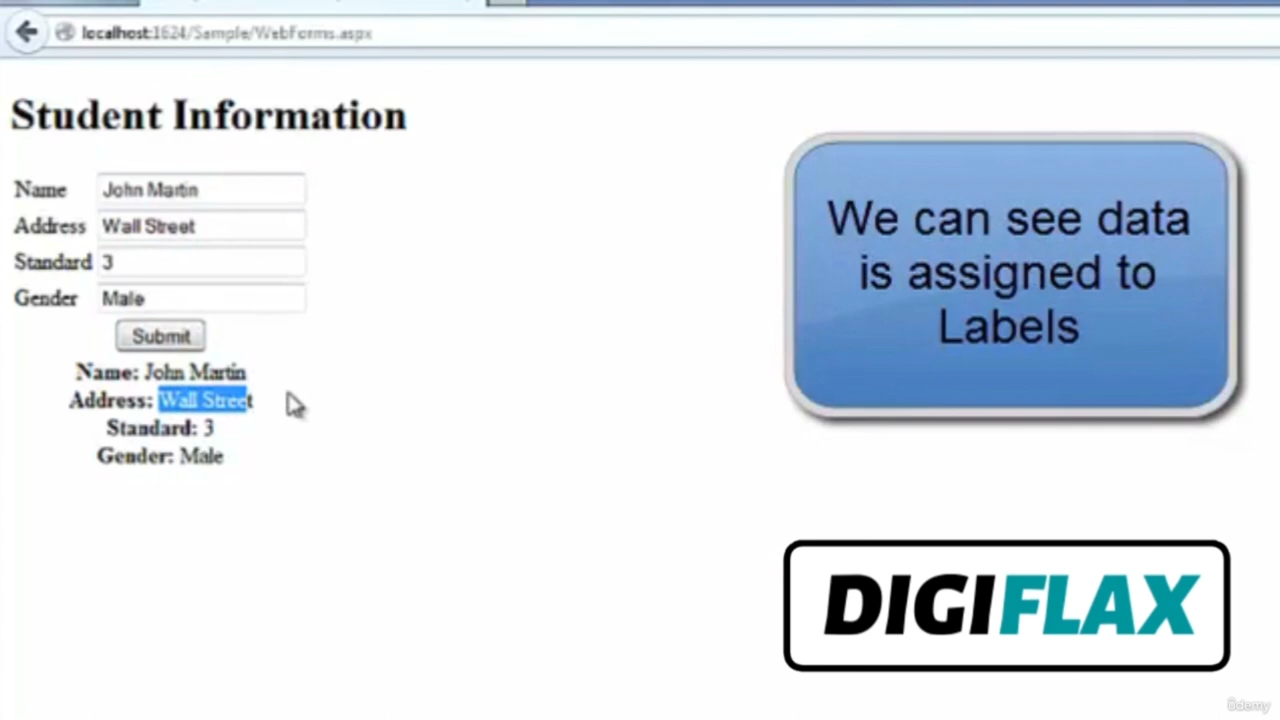 localhost:1624/Sample/WebForms.aspx
Student Information
Name John Martin
Address Wall Street
Standard 3
Gender Male
Submit
Name: John Martin
Address: Wall Street
Standard: 3
Gender: Male
We can see data
is assigned to
Labels
DIGIFLAX
ûdemy